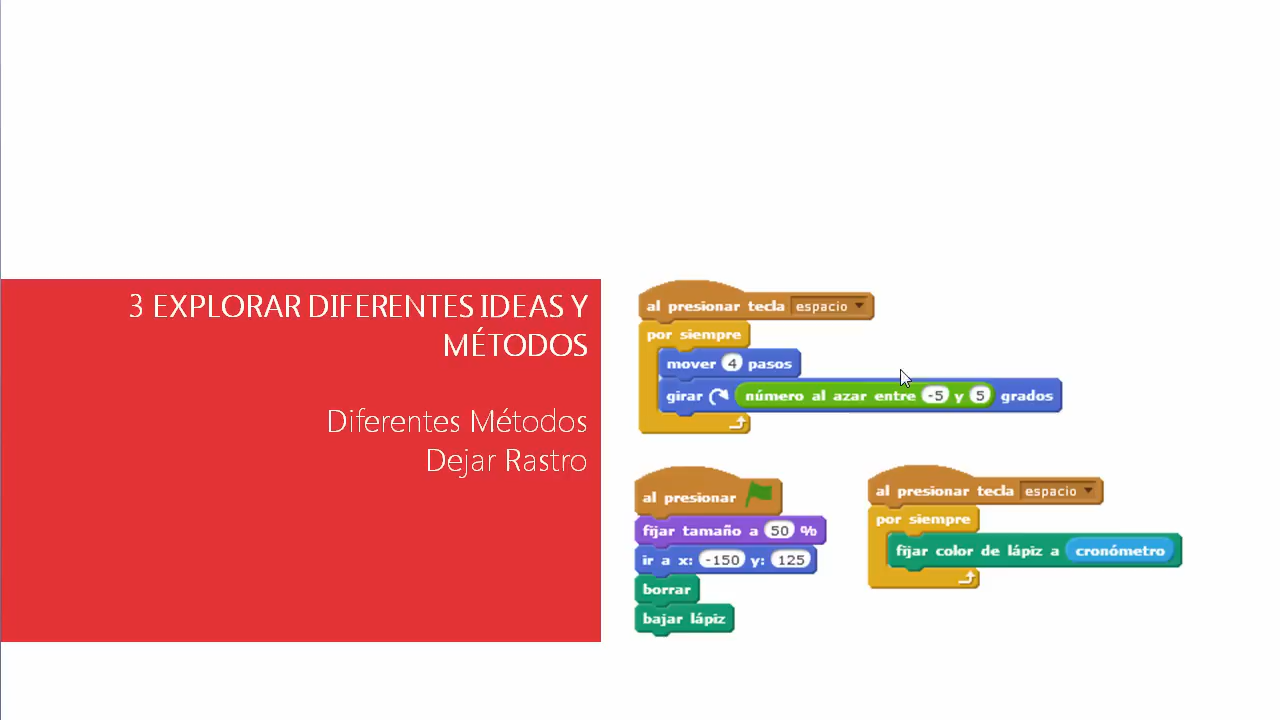 3 EXPLORAR DIFERENTES IDEAS Y
MÉTODOS
Diferentes Métodos
Dejar Rastro
al presionar tecla espacio
por siempre
mover 4 pasos
girar número al azar entre -5 y 5 grados
al presionar
fijar tamaño a 50 %
ir a x: -150 y: 125
borrar
bajar lápiz
al presionar tecla espacio
por siempre
fijar color de lápiz a cronómetro